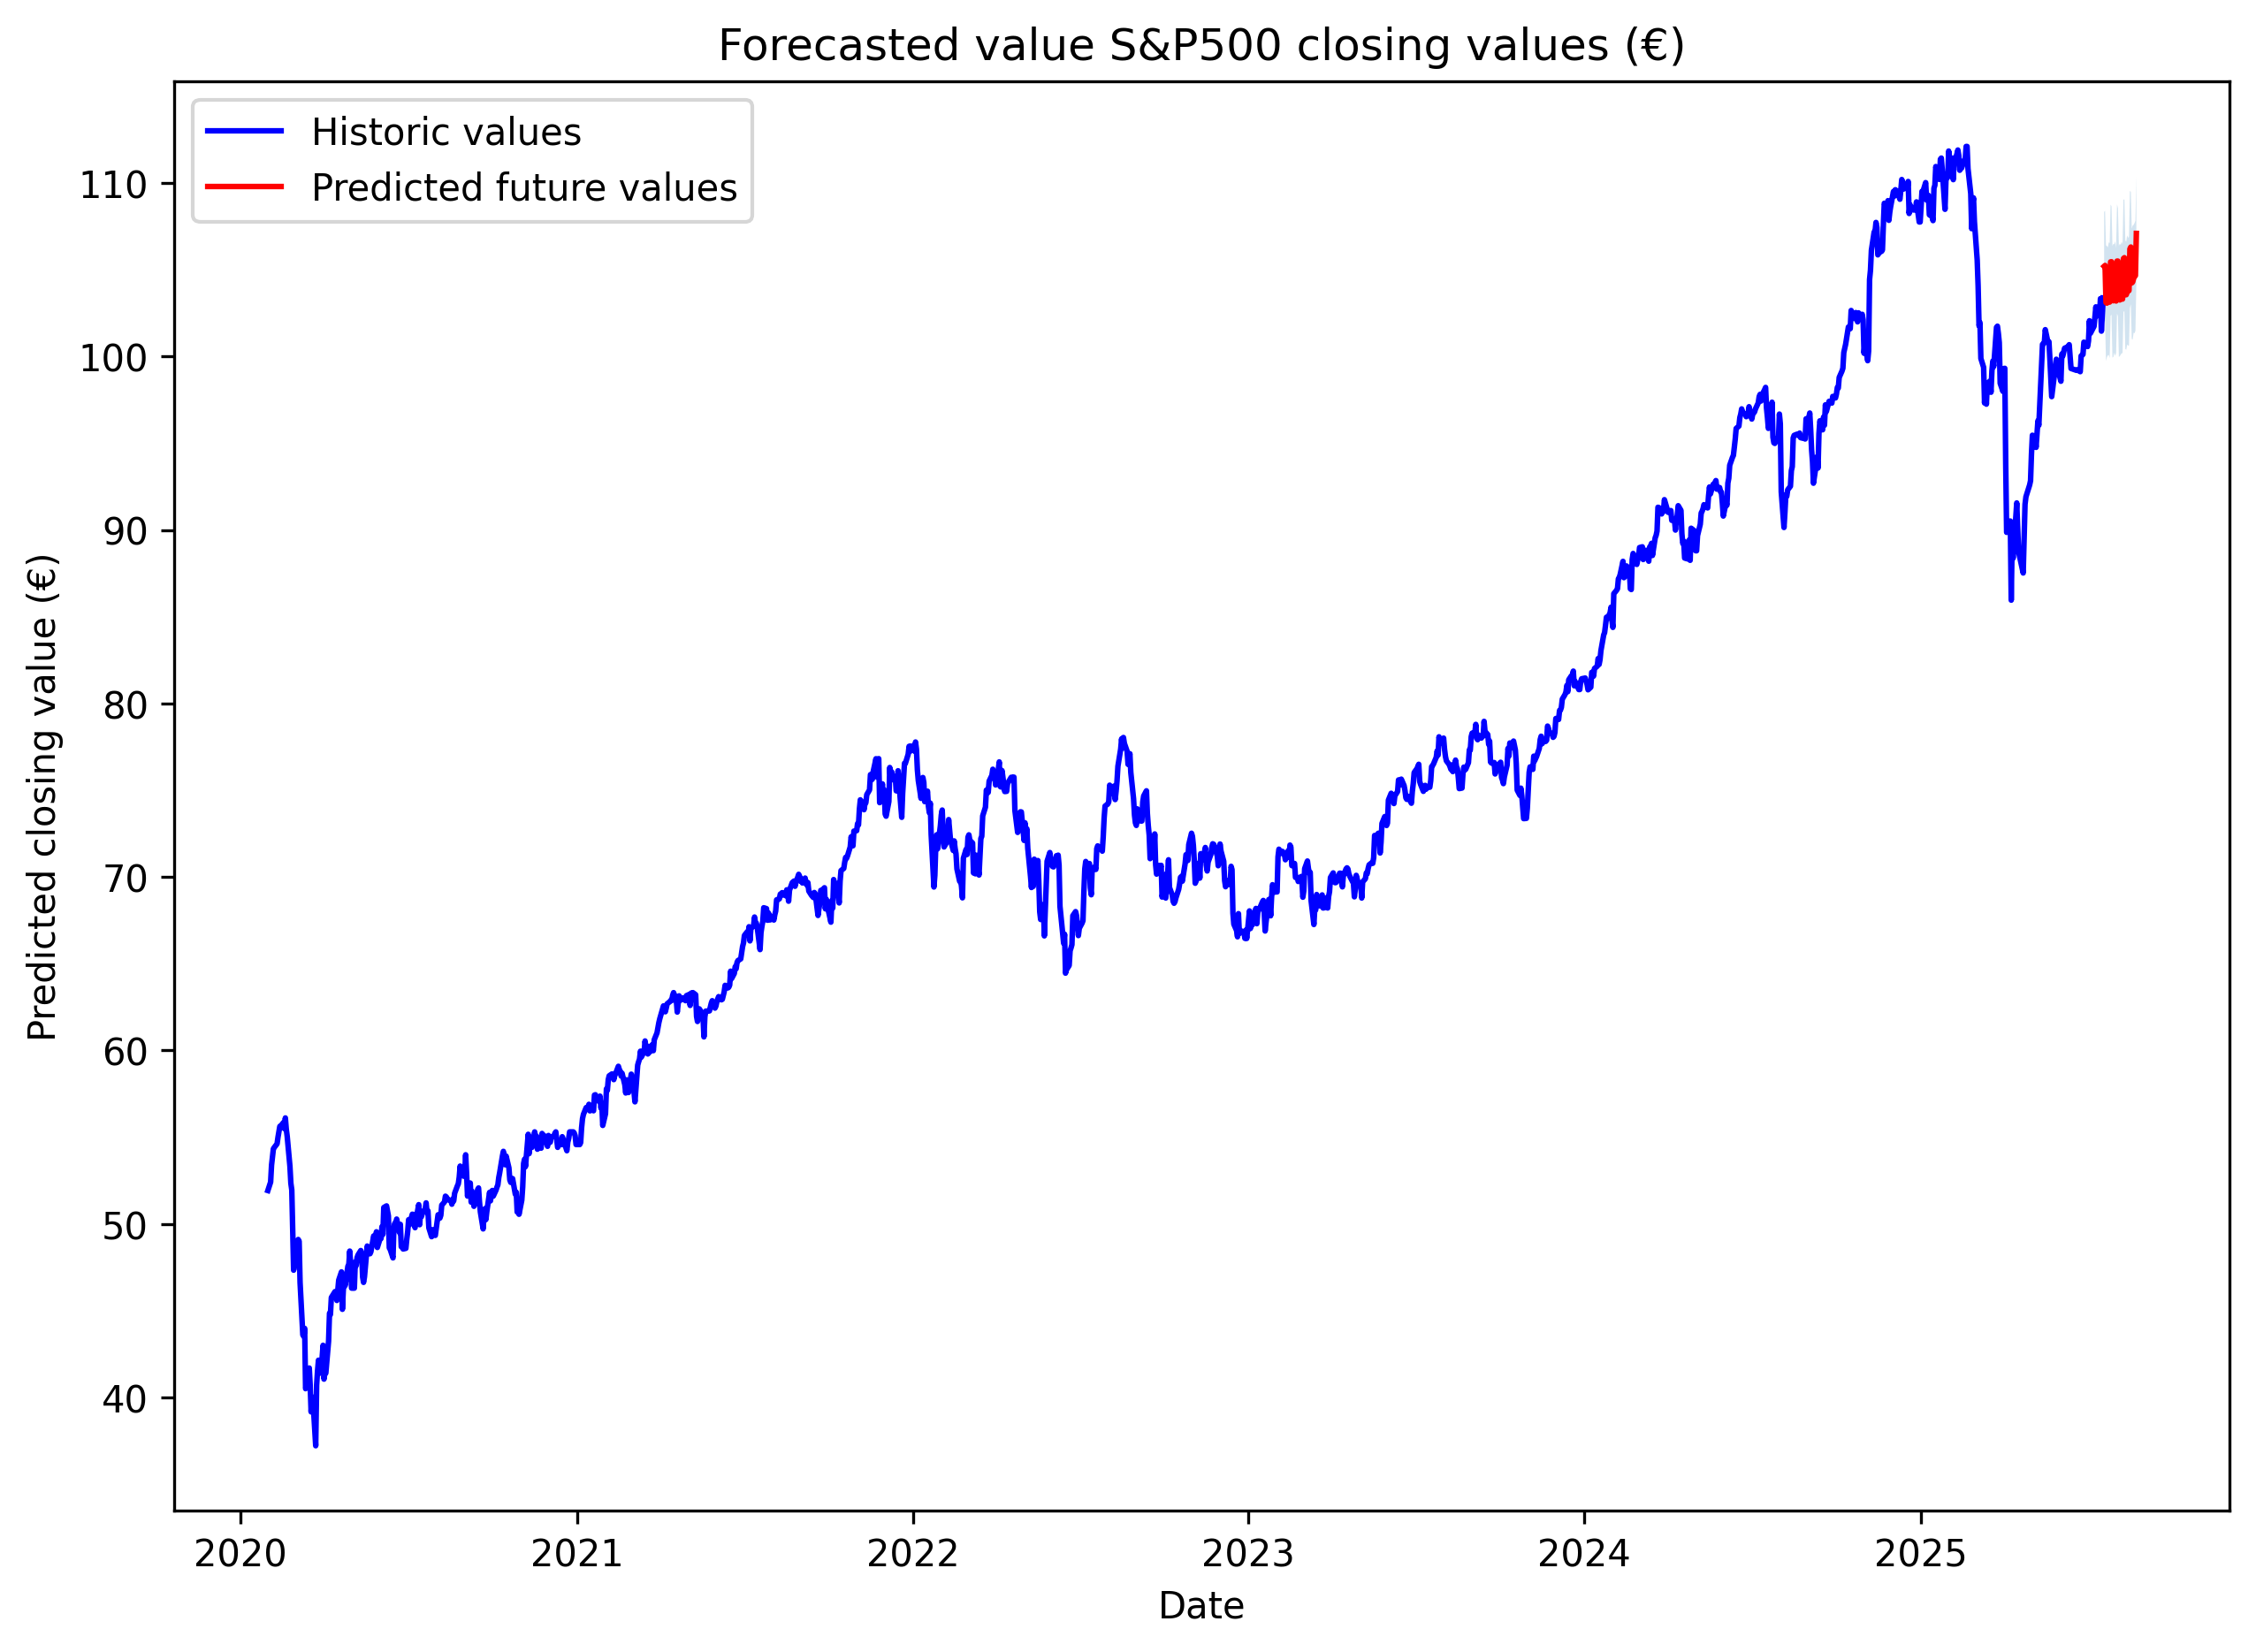 Forecasted value S&P500 closing values (€)
Historic values
Predicted future values
Predicted closing value (€)
110
100
90
80
70
60
50
40
2020
2021
2022
2023
2024
2025
Date